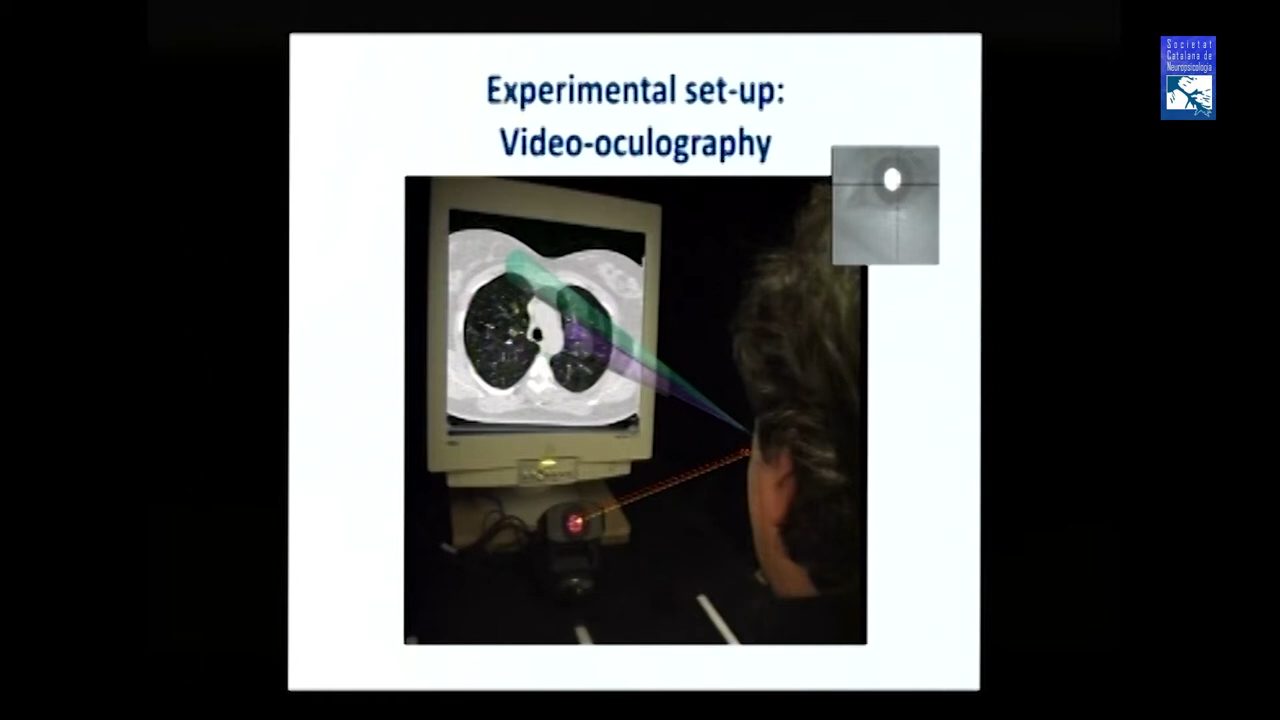 Experimental set-up:
Video-oculography
Societat
Catalana de
Neuropsicologia